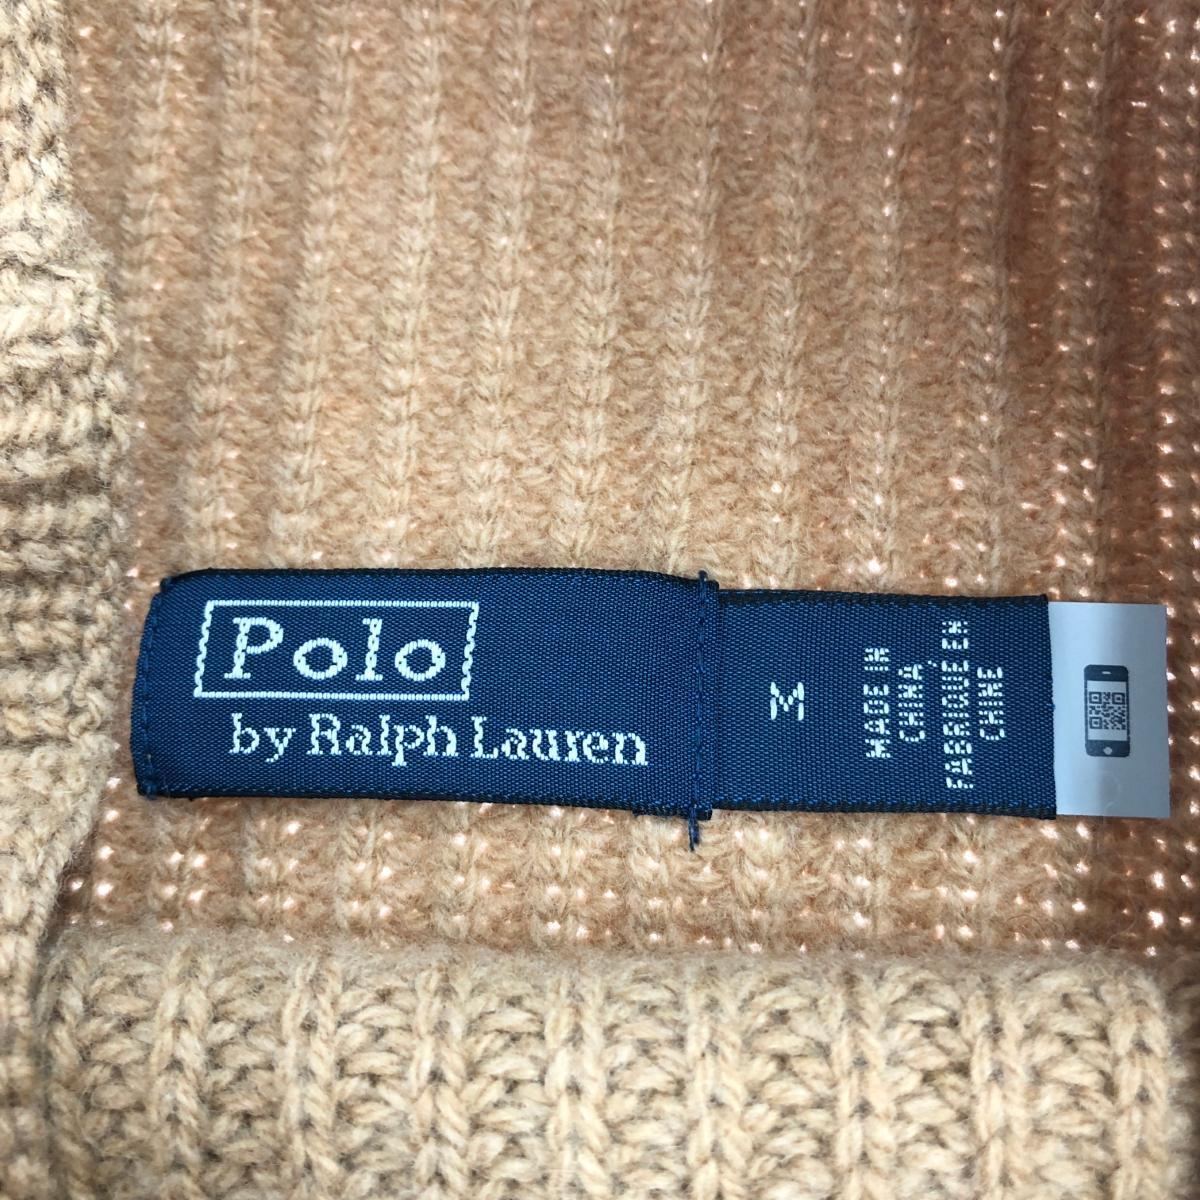 Polo
by Ralph Lauren
M
MADE IN
CHINA,
FABRIQUE EN
CHINE